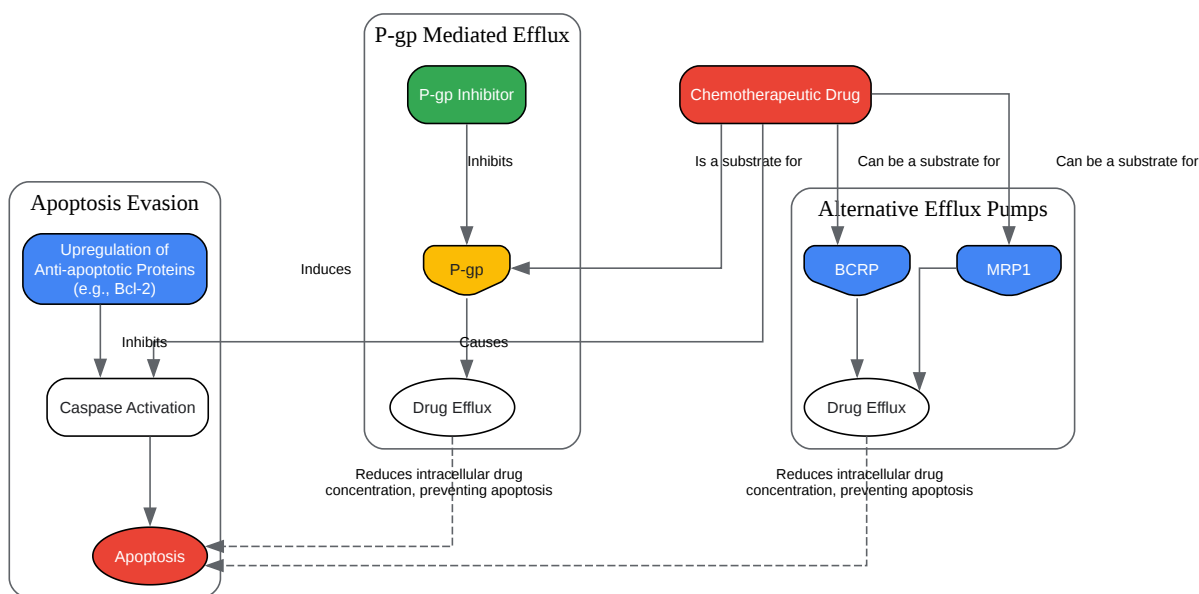 P-gp Mediated Efflux
P-gp Inhibitor
Chemotherapeutic Drug
Inhibits
Is a substrate for
Can be a substrate for
Can be a substrate for
Apoptosis Evasion
Alternative Efflux Pumps
Upregulation of
Anti-apoptotic Proteins
(e.g., Bcl-2)
Induces
P-gp
BCRP
MRP1
Inhibits
Causes
Caspase Activation
Drug Efflux
Drug Efflux
Reduces intracellular drug
concentration, preventing apoptosis
Reduces intracellular drug
concentration, preventing apoptosis
Apoptosis